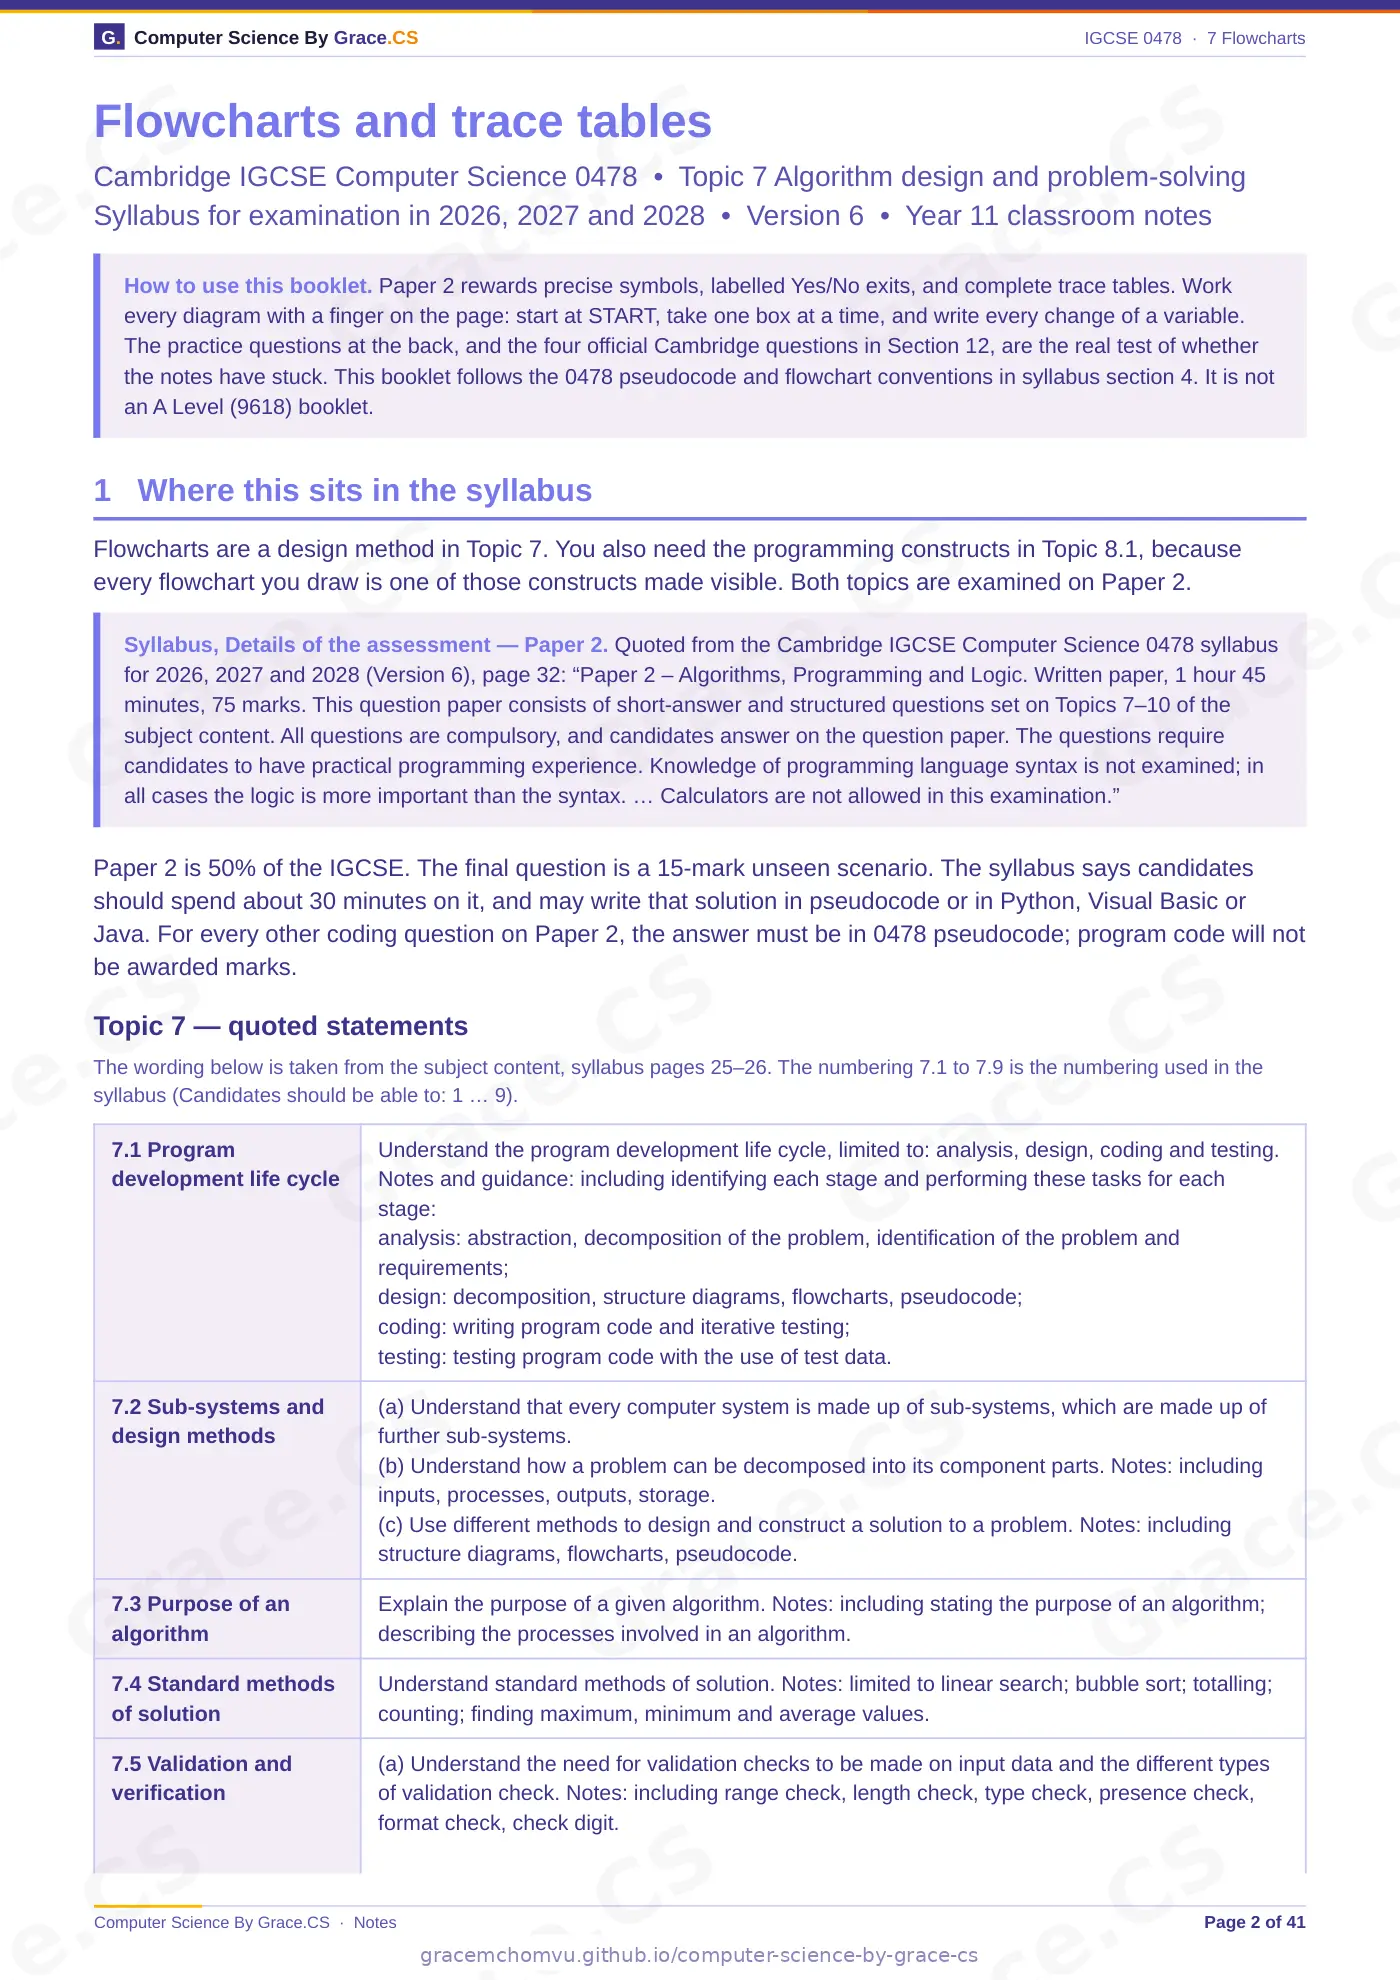 G. Computer Science By Grace.CS
IGCSE 0478 · 7 Flowcharts
Flowcharts and trace tables
Cambridge IGCSE Computer Science 0478 • Topic 7 Algorithm design and problem-solving
Syllabus for examination in 2026, 2027 and 2028 • Version 6 • Year 11 classroom notes
How to use this booklet. Paper 2 rewards precise symbols, labelled Yes/No exits, and complete trace tables. Work
every diagram with a finger on the page: start at START, take one box at a time, and write every change of a variable.
The practice questions at the back, and the four official Cambridge questions in Section 12, are the real test of whether
the notes have stuck. This booklet follows the 0478 pseudocode and flowchart conventions in syllabus section 4. It is not
an A Level (9618) booklet.
1 Where this sits in the syllabus
Flowcharts are a design method in Topic 7. You also need the programming constructs in Topic 8.1, because
every flowchart you draw is one of those constructs made visible. Both topics are examined on Paper 2.
Syllabus, Details of the assessment — Paper 2. Quoted from the Cambridge IGCSE Computer Science 0478 syllabus
for 2026, 2027 and 2028 (Version 6), page 32: “Paper 2 – Algorithms, Programming and Logic. Written paper, 1 hour 45
minutes, 75 marks. This question paper consists of short-answer and structured questions set on Topics 7–10 of the
subject content. All questions are compulsory, and candidates answer on the question paper. The questions require
candidates to have practical programming experience. Knowledge of programming language syntax is not examined; in
all cases the logic is more important than the syntax. … Calculators are not allowed in this examination.”
Paper 2 is 50% of the IGCSE. The final question is a 15-mark unseen scenario. The syllabus says candidates
should spend about 30 minutes on it, and may write that solution in pseudocode or in Python, Visual Basic or
Java. For every other coding question on Paper 2, the answer must be in 0478 pseudocode; program code will not
be awarded marks.
Topic 7 — quoted statements
The wording below is taken from the subject content, syllabus pages 25–26. The numbering 7.1 to 7.9 is the numbering used in the
syllabus (Candidates should be able to: 1 … 9).
7.1 Program
development life cycle
Understand the program development life cycle, limited to: analysis, design, coding and testing.
Notes and guidance: including identifying each stage and performing these tasks for each
stage:
analysis: abstraction, decomposition of the problem, identification of the problem and
requirements;
design: decomposition, structure diagrams, flowcharts, pseudocode;
coding: writing program code and iterative testing;
testing: testing program code with the use of test data.
7.2 Sub-systems and
design methods
(a) Understand that every computer system is made up of sub-systems, which are made up of
further sub-systems.
(b) Understand how a problem can be decomposed into its component parts. Notes: including
inputs, processes, outputs, storage.
(c) Use different methods to design and construct a solution to a problem. Notes: including
structure diagrams, flowcharts, pseudocode.
7.3 Purpose of an
algorithm
Explain the purpose of a given algorithm. Notes: including stating the purpose of an algorithm;
describing the processes involved in an algorithm.
7.4 Standard methods
of solution
Understand standard methods of solution. Notes: limited to linear search; bubble sort; totalling;
counting; finding maximum, minimum and average values.
7.5 Validation and
verification
(a) Understand the need for validation checks to be made on input data and the different types
of validation check. Notes: including range check, length check, type check, presence check,
format check, check digit.
Computer Science By Grace.CS · Notes
Page 2 of 41
gracemchomvu.github.io/computer-science-by-grace-cs